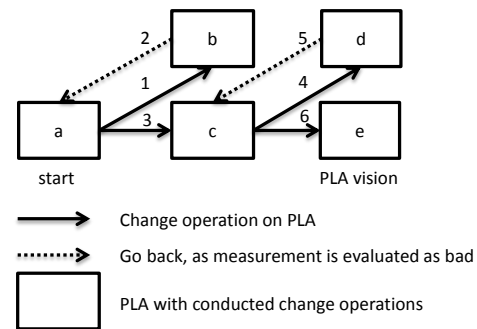 2 b 5 d
1 4
a 3 c 6 e
start PLA vision
Change operation on PLA
Go back, as measurement is evaluated as bad
PLA with conducted change operations